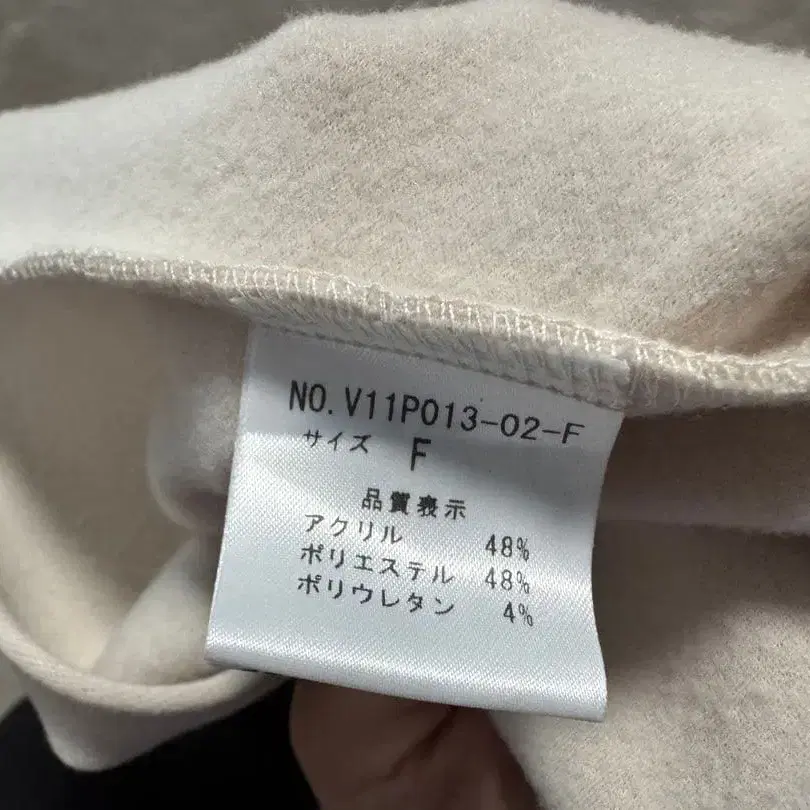 NO.V11P013-02-F
サイズ F
品質表示
アクリル 48%
ポリエステル 48%
ポリウレタン 4%